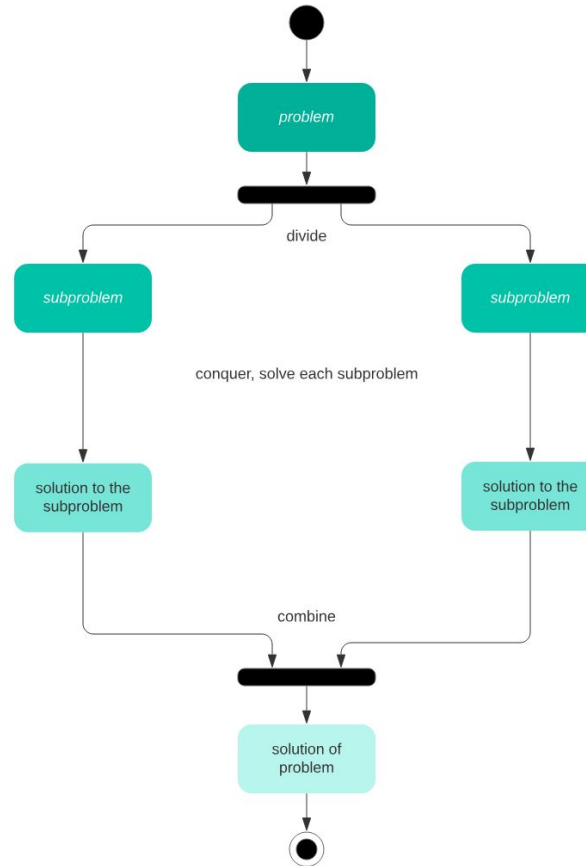 problem
divide
subproblem
subproblem
conquer, solve each subproblem
solution to the
subproblem
solution to the
subproblem
combine
solution of
problem